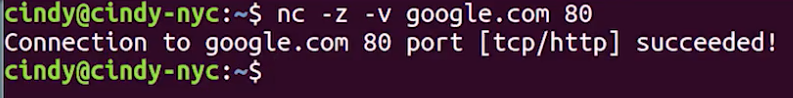 cindy@cindy-nyc:~$ nc -z -v google.com 80
Connection to google.com 80 port [tcp/http] succeeded!
cindy@cindy-nyc:~$